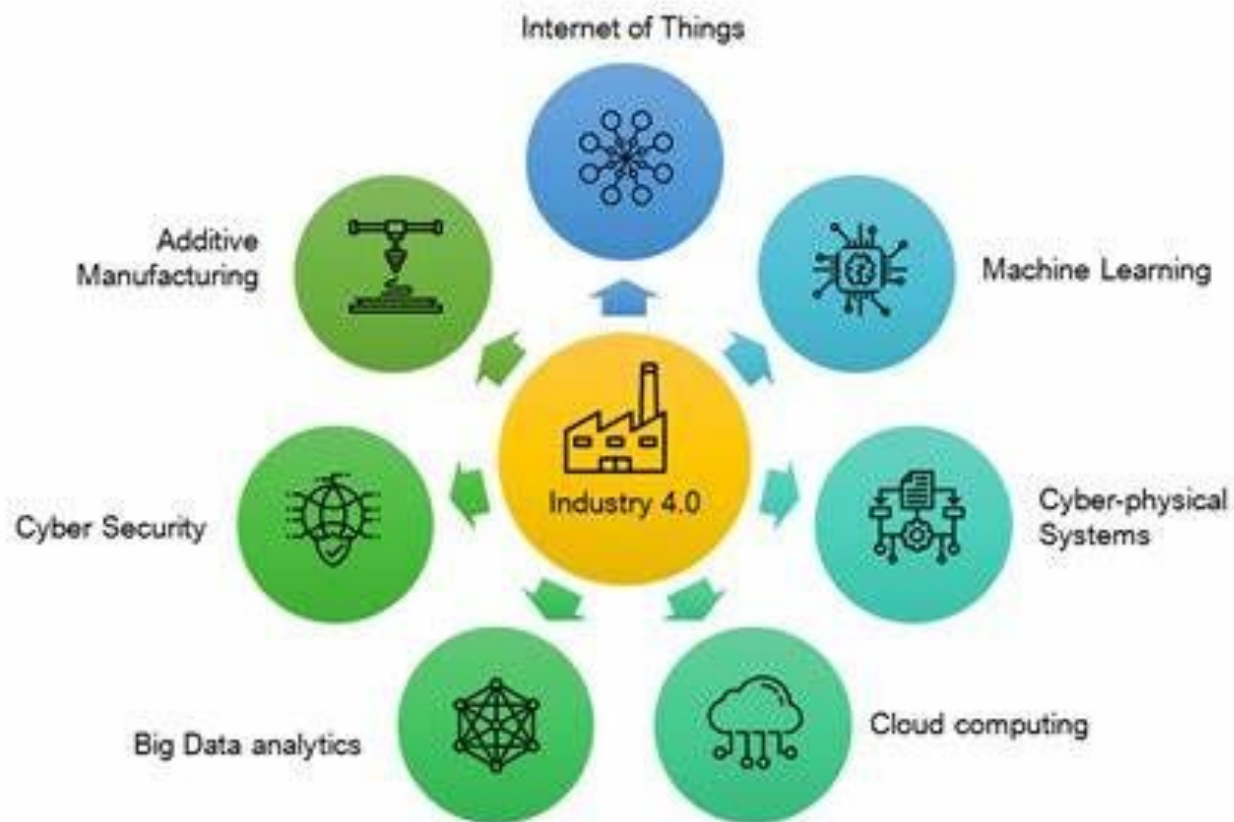 Internet of Things
Additive
Manufacturing
Machine Learning
Industry 4.0
Cyber Security
Cyber-physical
Systems
Big Data analytics
Cloud computing